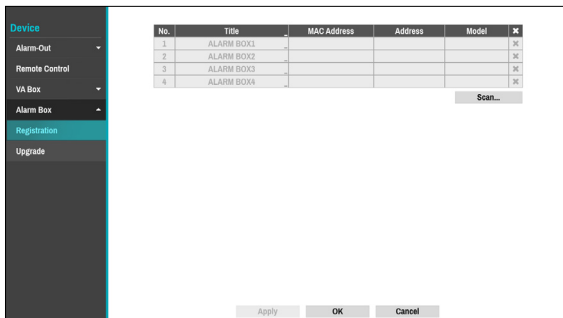 Device
Alarm-Out
Remote Control
VA Box
Alarm Box
Registration
Upgrade
No. Title MAC Address Address Model
1 ALARM BOX1
2 ALARM BOX2
3 ALARM BOX3
4 ALARM BOX4
Scan...
Apply OK Cancel